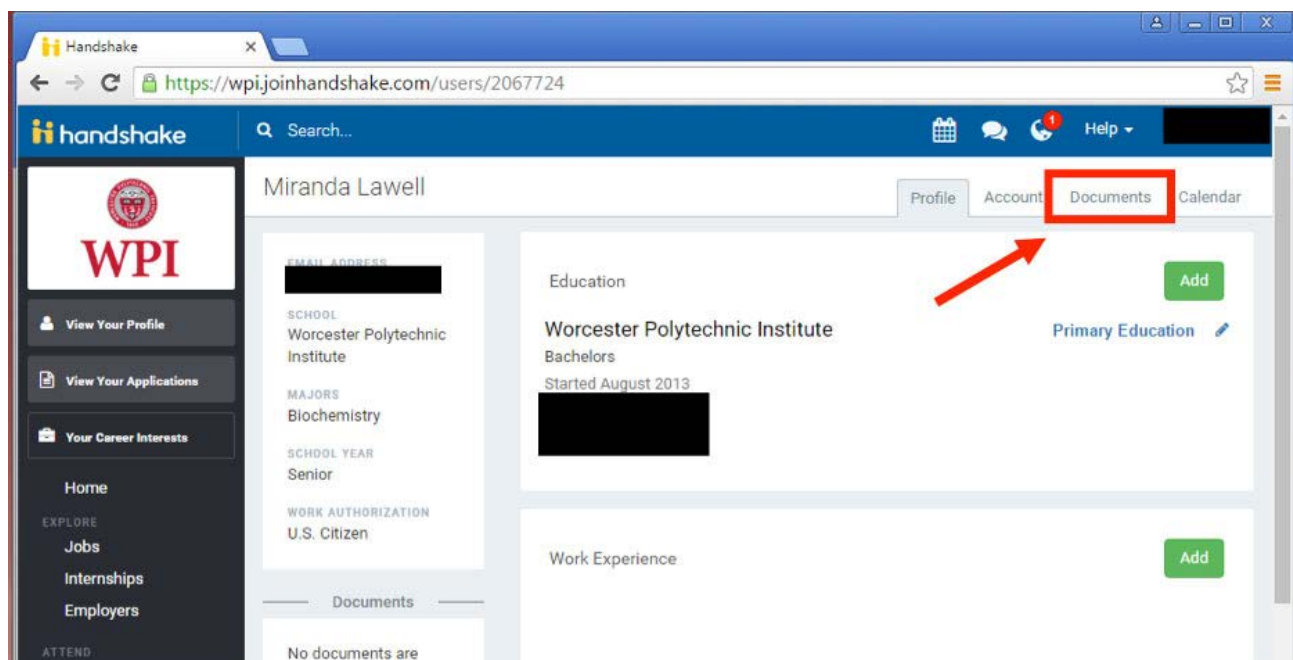 Handshake
https://wpi.joinhandshake.com/users/2067724
handshake
Search...
1
Help
WPI
View Your Profile
View Your Applications
Your Career Interests
Home
EXPLORE
Jobs
Internships
Employers
ATTEND
Miranda Lawell
Profile
Account
Documents
Calendar
EMAIL ADDRESS
SCHOOL
Worcester Polytechnic
Institute
MAJORS
Biochemistry
SCHOOL YEAR
Senior
WORK AUTHORIZATION
U.S. Citizen
Documents
No documents are
Education
Add
Worcester Polytechnic Institute
Primary Education
Bachelors
Started August 2013
Work Experience
Add